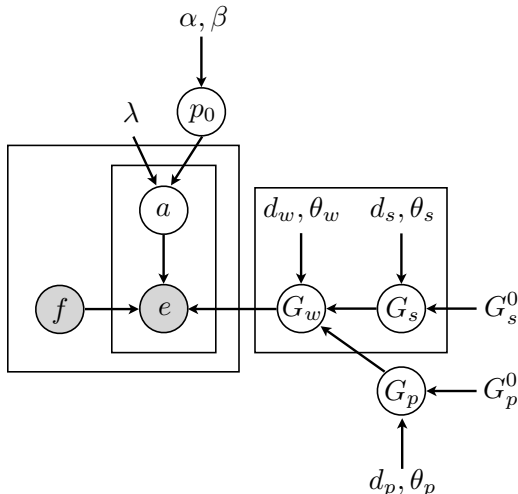 α, β
λ
p₀
a
d_w, θ_w
d_s, θ_s
f
e
G_w
G_s
G_s^0
G_p
G_p^0
d_p, θ_p